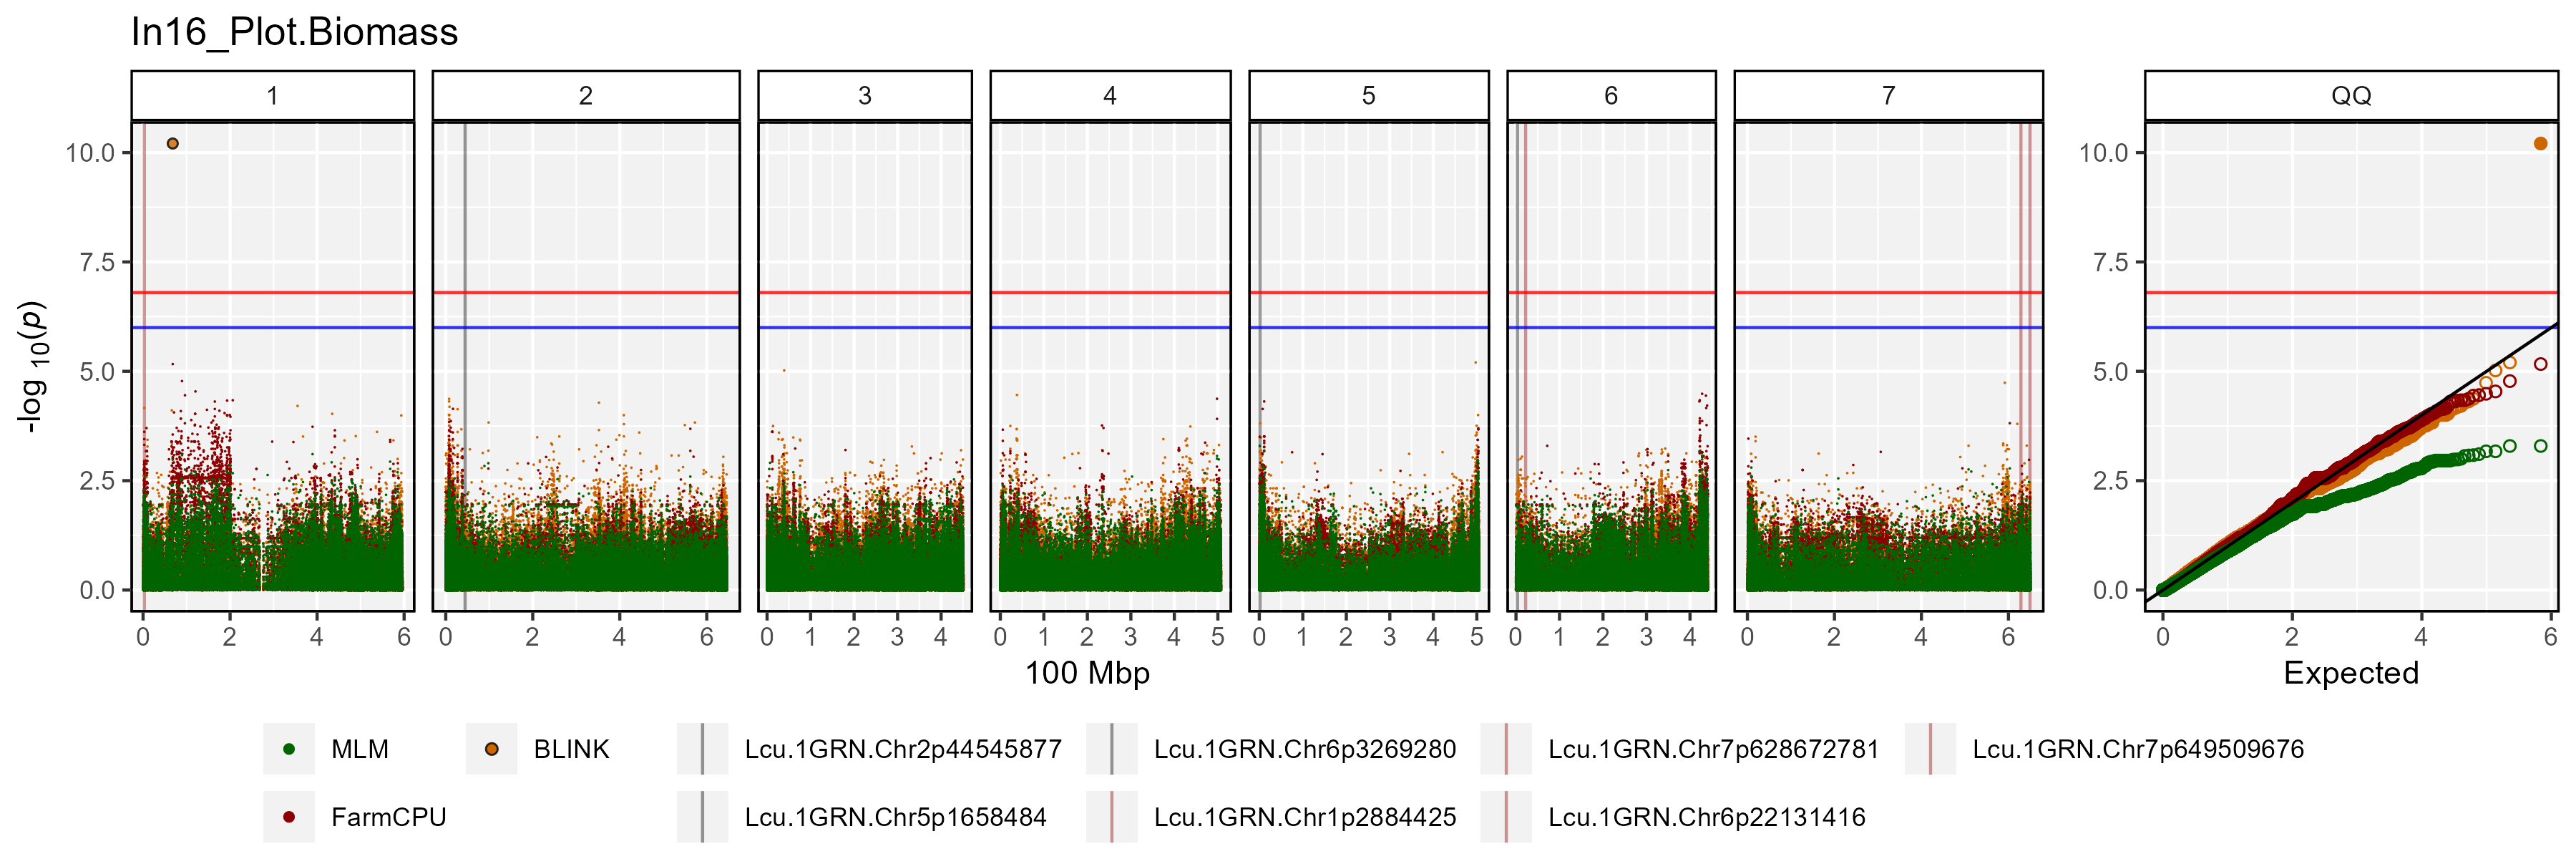 In16_Plot.Biomass
1 2 3 4 5 6 7 QQ
10.0 10.0
7.5 7.5
5.0 5.0
2.5 2.5
0.0 0.0
-log 10(p)
0 2 4 6 0 2 4 6 0 1 2 3 4 0 1 2 3 4 5 0 1 2 3 4 5 0 1 2 3 4 0 2 4 6 0 2 4 6
100 Mbp Expected
MLM BLINK Lcu.1GRN.Chr2p44545877 Lcu.1GRN.Chr6p3269280 Lcu.1GRN.Chr7p628672781 Lcu.1GRN.Chr7p649509676
FarmCPU Lcu.1GRN.Chr5p1658484 Lcu.1GRN.Chr1p2884425 Lcu.1GRN.Chr6p22131416